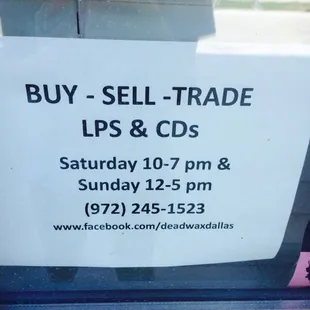 BUY - SELL -TRADE
LPS & CDs
Saturday 10-7 pm &
Sunday 12-5 pm
(972) 245-1523
www.facebook.com/deadwaxdallas